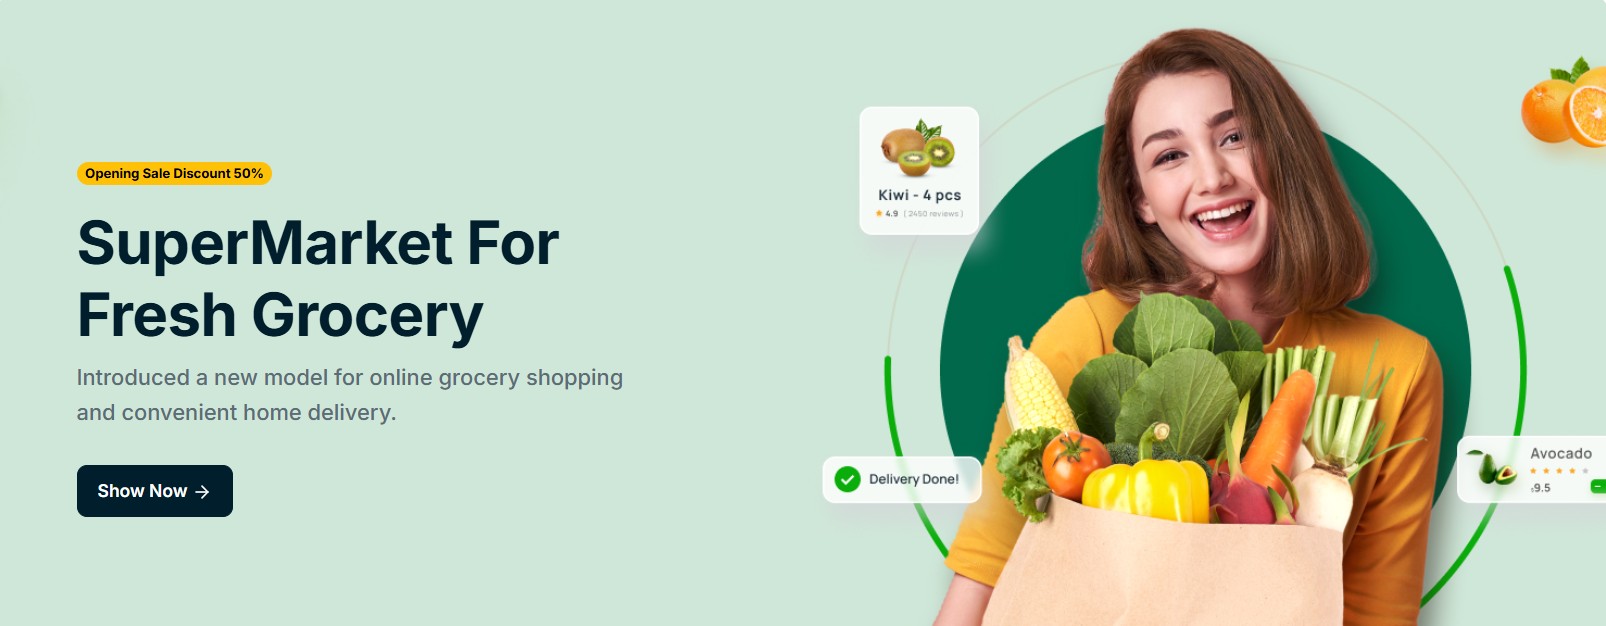 Opening Sale Discount 50%
SuperMarket For
Fresh Grocery
Introduced a new model for online grocery shopping
and convenient home delivery.
Show Now →
Kiwi - 4 pcs
4.9 ( 2450 reviews )
Delivery Done!
Avocado
9.5